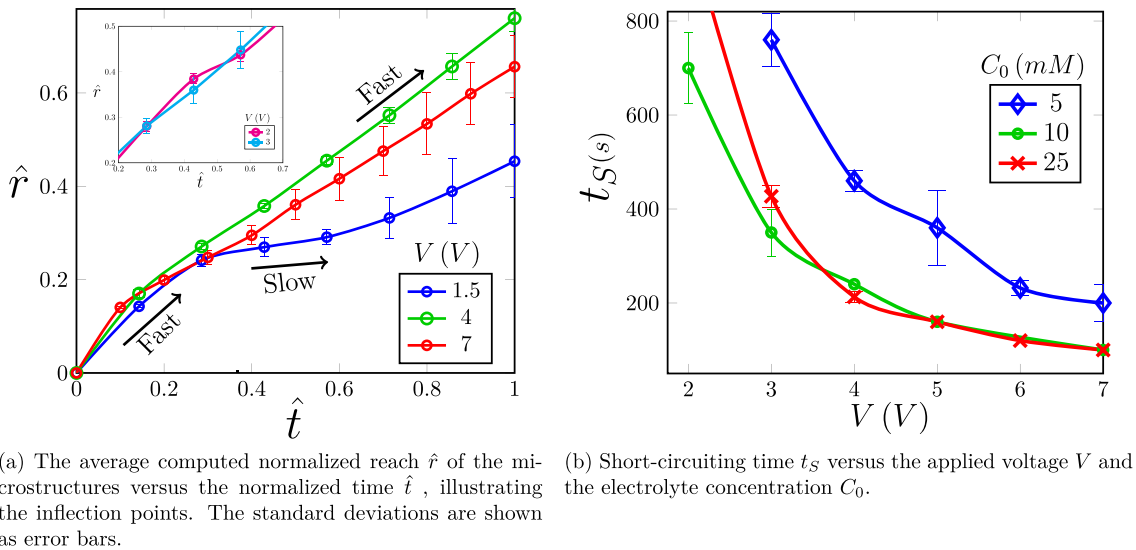 0.6
0.4
0.2
0
r̂
0
0.2
0.4
0.6
0.8
1
t̂
Fast
Slow
Fast
V (V)
1.5
4
7
0.5
0.4
0.3
0.2
r̂
0.2
0.3
0.4
0.5
0.6
0.7
t̂
V (V)
2
3
(a) The average computed normalized reach r̂ of the mi-
crostructures versus the normalized time t̂ , illustrating
the inflection points. The standard deviations are shown
as error bars.
800
600
400
200
t_S(s)
2
3
4
5
6
7
V (V)
C₀ (mM)
5
10
25
(b) Short-circuiting time t_S versus the applied voltage V and
the electrolyte concentration C₀.